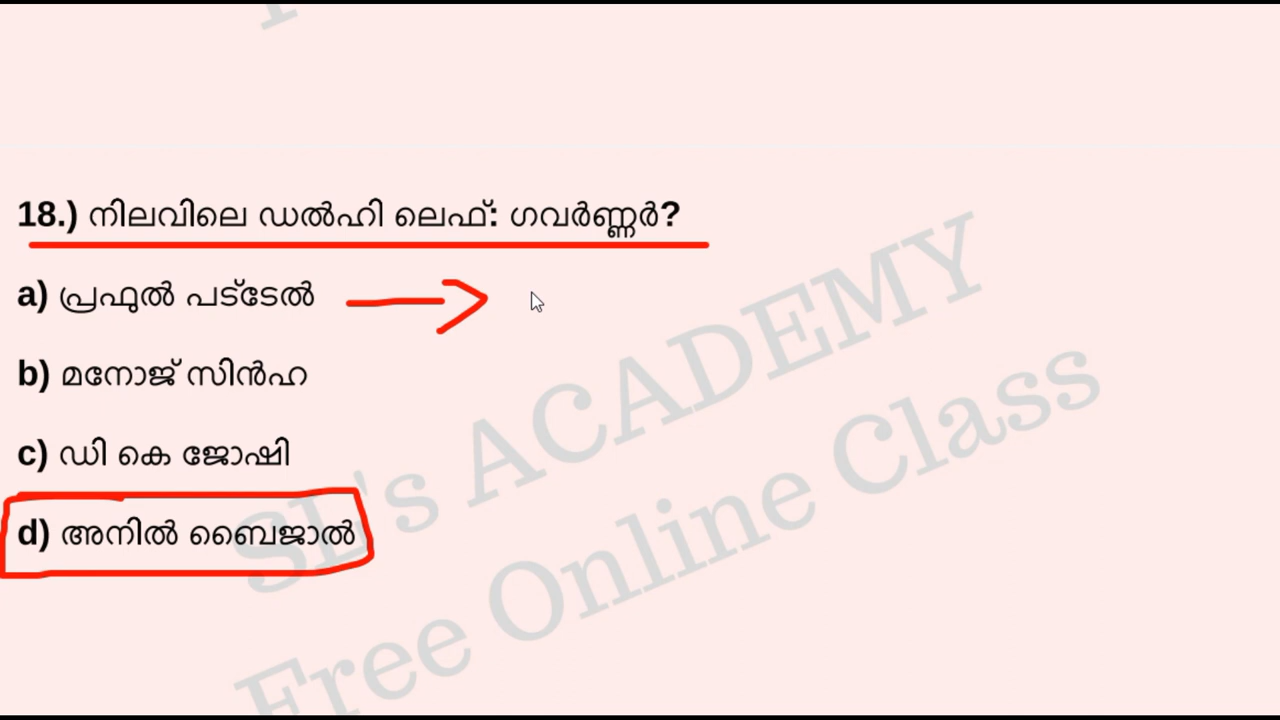 18.) നിലവിലെ ഡൽഹി ലെഫ്: ഗവർണ്ണർ?
a) പ്രഫുൽ പട്ടേൽ
b) മനോജ് സിൻഹ
c) ഡി കെ ജോഷി
d) അനിൽ ബൈജാൽ
SL's ACADEMY
Free Online Class